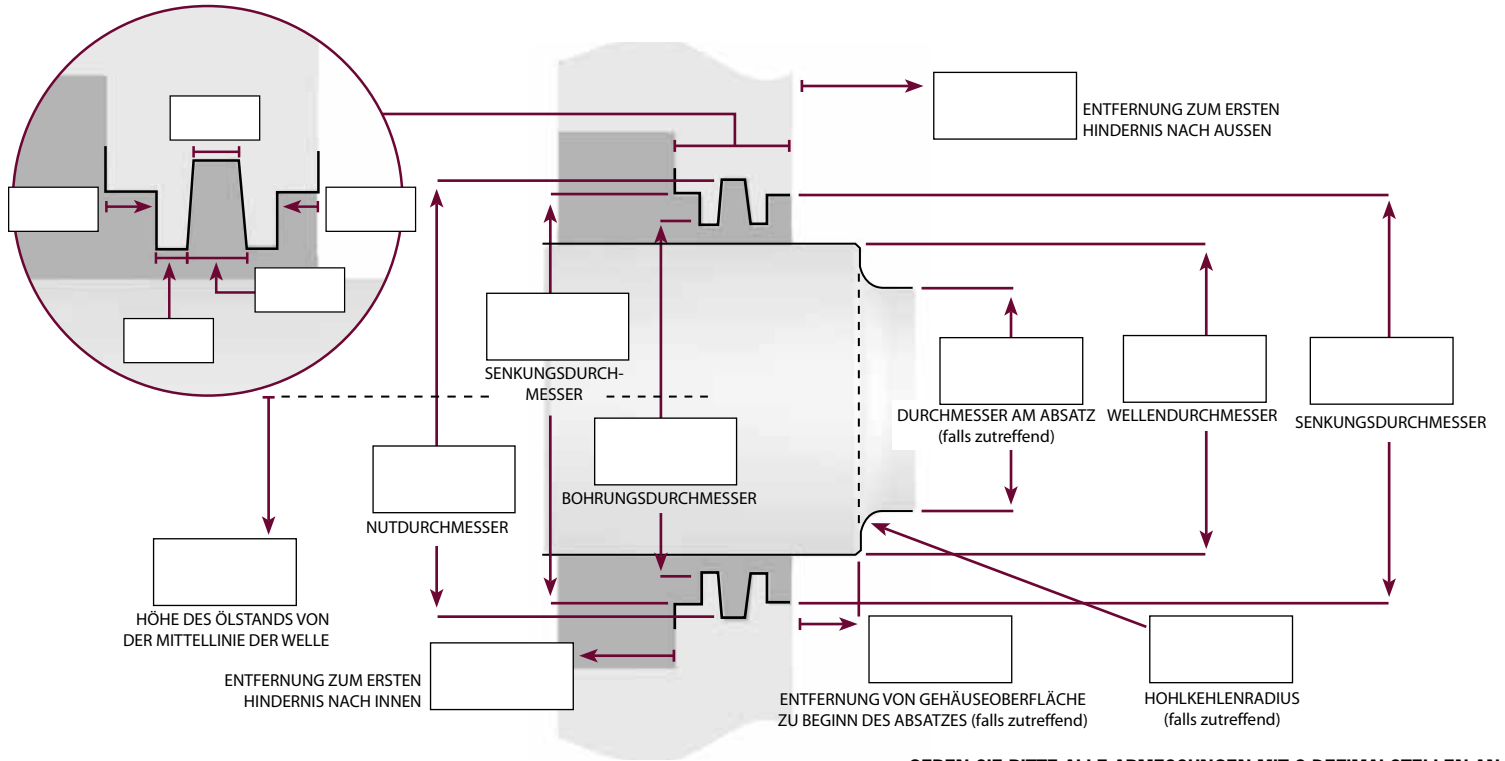 ENTFERNUNG ZUM ERSTEN
HINDERNIS NACH AUSSEN
SENKUNGSDURCH-
MESSER
DURCHMESSER AM ABSATZ
(falls zutreffend)
WELLENDURCHMESSER
SENKUNGSDURCHMESSER
BOHRUNGSDURCHMESSER
NUTDURCHMESSER
HÖHE DES ÖLSTANDS VON
DER MITTELLINIE DER WELLE
ENTFERNUNG ZUM ERSTEN
HINDERNIS NACH INNEN
ENTFERNUNG VON GEHÄUSEOBERFLÄCHE
ZU BEGINN DES ABSATZES (falls zutreffend)
HOHLKEHLENRADIUS
(falls zutreffend)